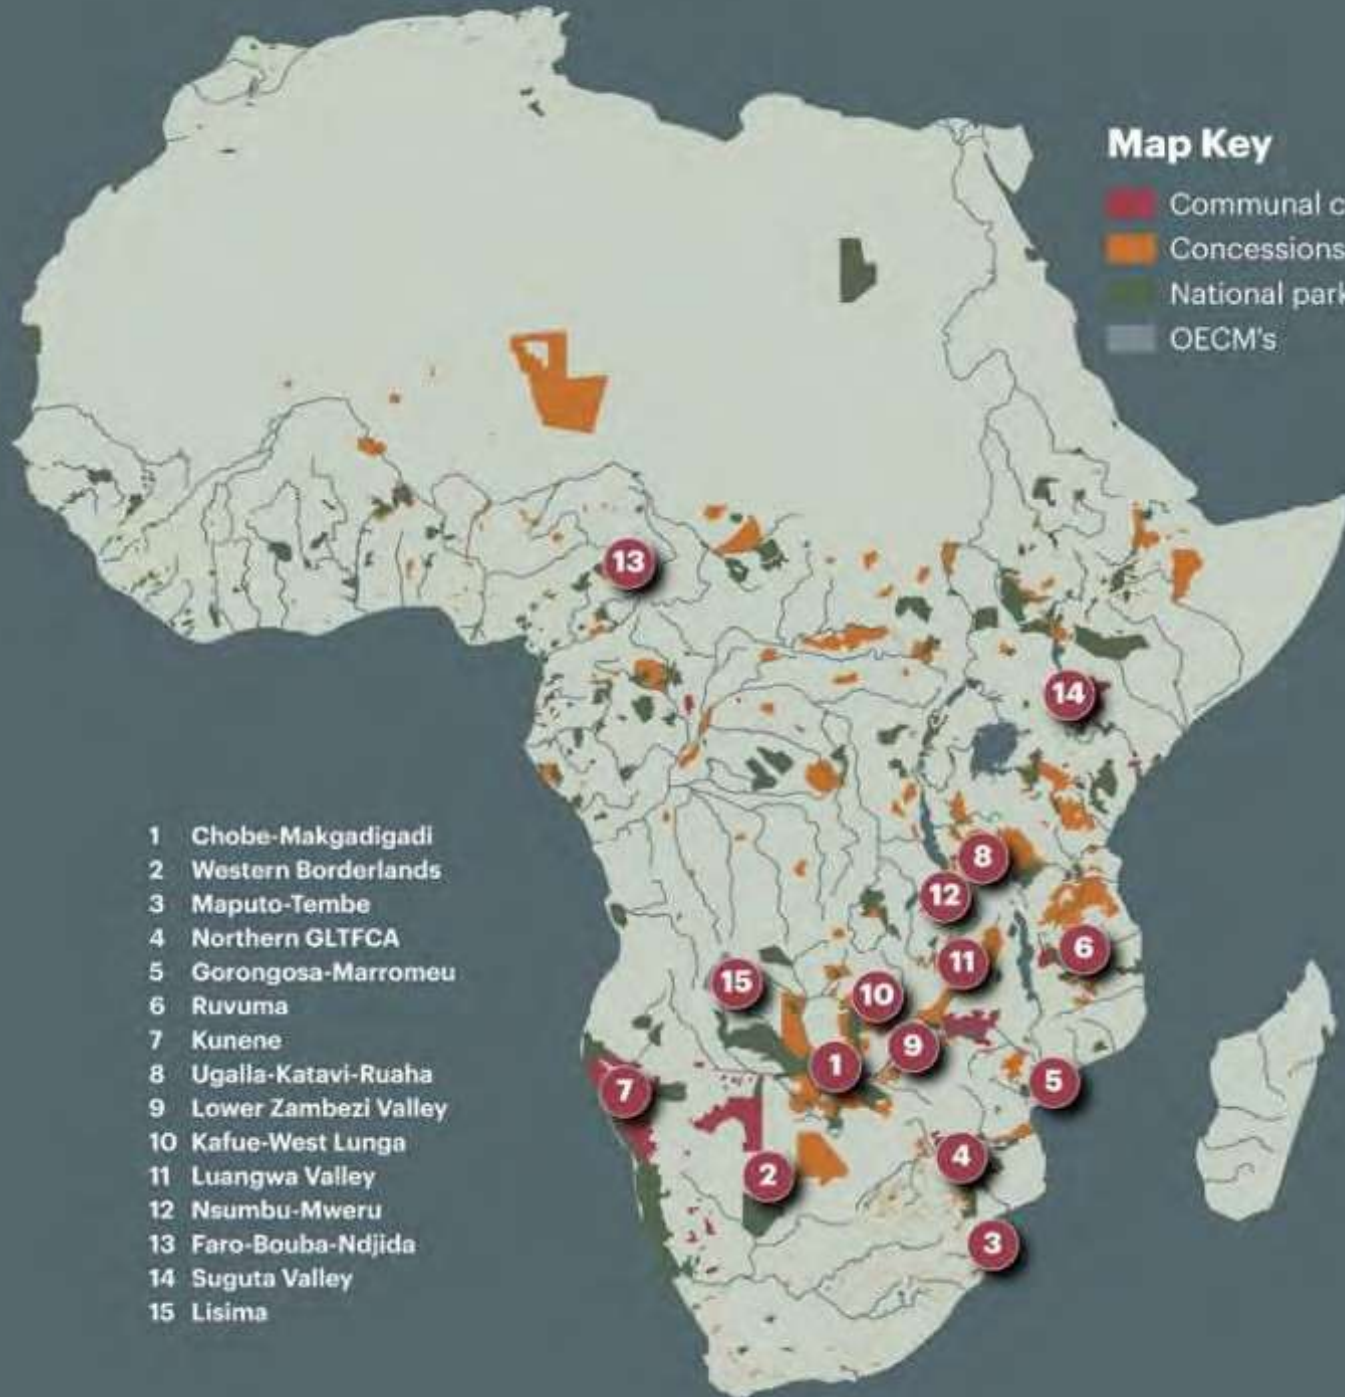 Map Key
Communal c
Concessions
National park
OECM's
13
14
8
12
6
11
15
10
9
1
5
7
4
2
3
1 Chobe-Makgadigadi
2 Western Borderlands
3 Maputo-Tembe
4 Northern GLTFCA
5 Gorongosa-Marromeu
6 Ruvuma
7 Kunene
8 Ugalla-Katavi-Ruaha
9 Lower Zambezi Valley
10 Kafue-West Lunga
11 Luangwa Valley
12 Nsumbu-Mweru
13 Faro-Bouba-Ndjida
14 Suguta Valley
15 Lisima